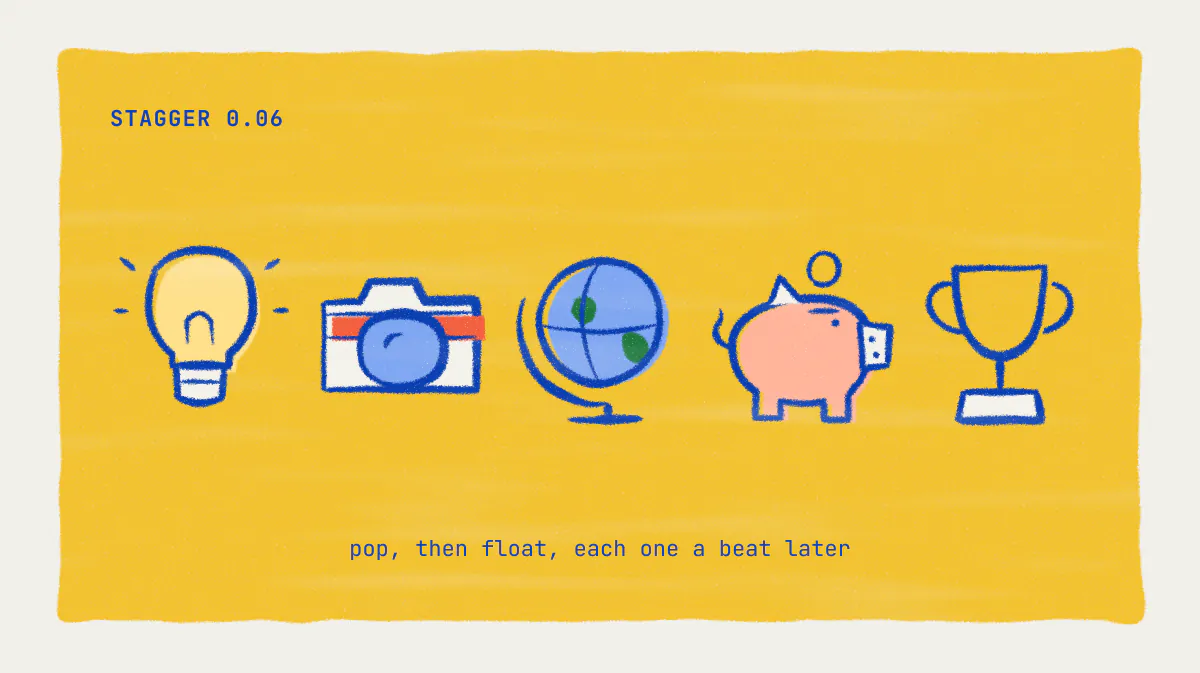 STAGGER 0.06
pop, then float, each one a beat later